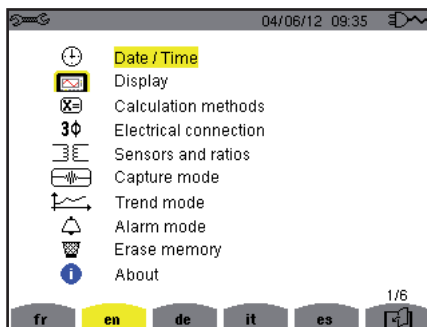 04/06/12 09:35
Date / Time
Display
X= Calculation methods
3ϕ Electrical connection
Sensors and ratios
Capture mode
Trend mode
Alarm mode
Erase memory
i About
1/6
fr en de it es